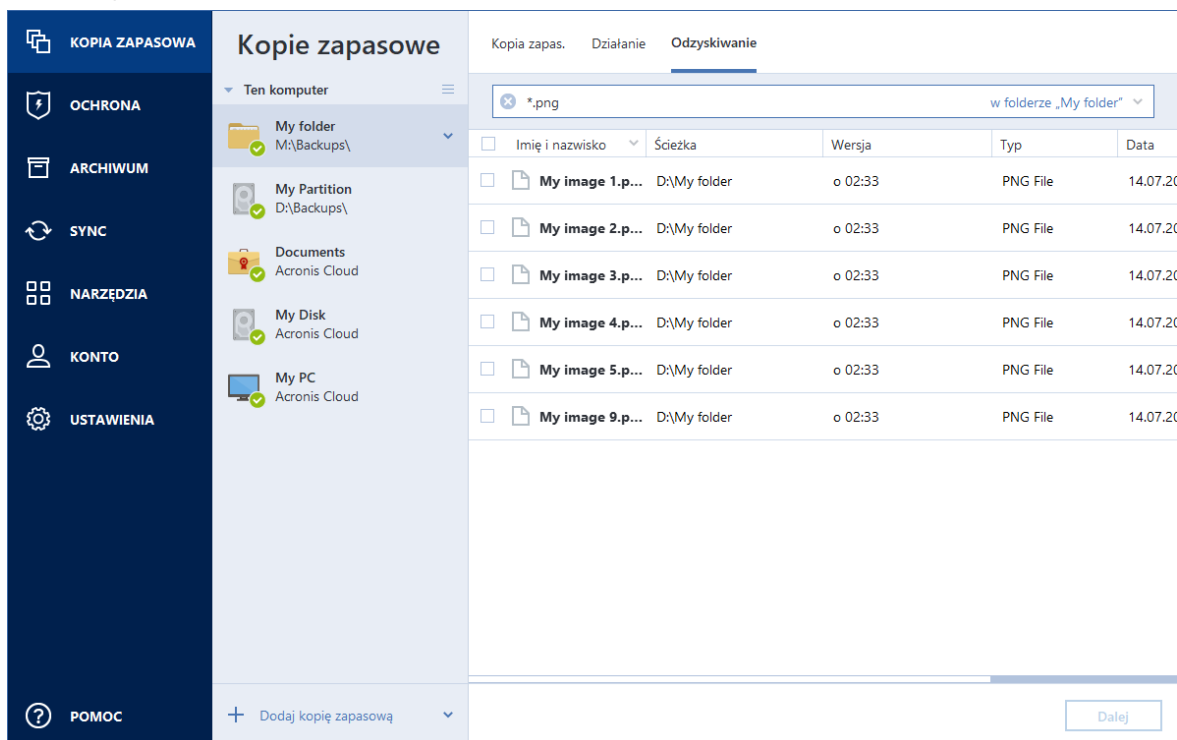 KOPIA ZAPASOWA
OCHRONA
ARCHIWUM
SYNC
NARZĘDZIA
KONTO
USTAWIENIA
POMOC
Kopie zapasowe
Ten komputer
My folder
M:\Backups\
My Partition
D:\Backups\
Documents
Acronis Cloud
My Disk
Acronis Cloud
My PC
Acronis Cloud
Dodaj kopię zapasową
Kopia zapas. Działanie Odzyskiwanie
*.png w folderze „My folder”
Imię i nazwisko Ścieżka Wersja Typ Data
My image 1.p... D:\My folder o 02:33 PNG File 14.07.20
My image 2.p... D:\My folder o 02:33 PNG File 14.07.20
My image 3.p... D:\My folder o 02:33 PNG File 14.07.20
My image 4.p... D:\My folder o 02:33 PNG File 14.07.20
My image 5.p... D:\My folder o 02:33 PNG File 14.07.20
My image 9.p... D:\My folder o 02:33 PNG File 14.07.20
Dalej